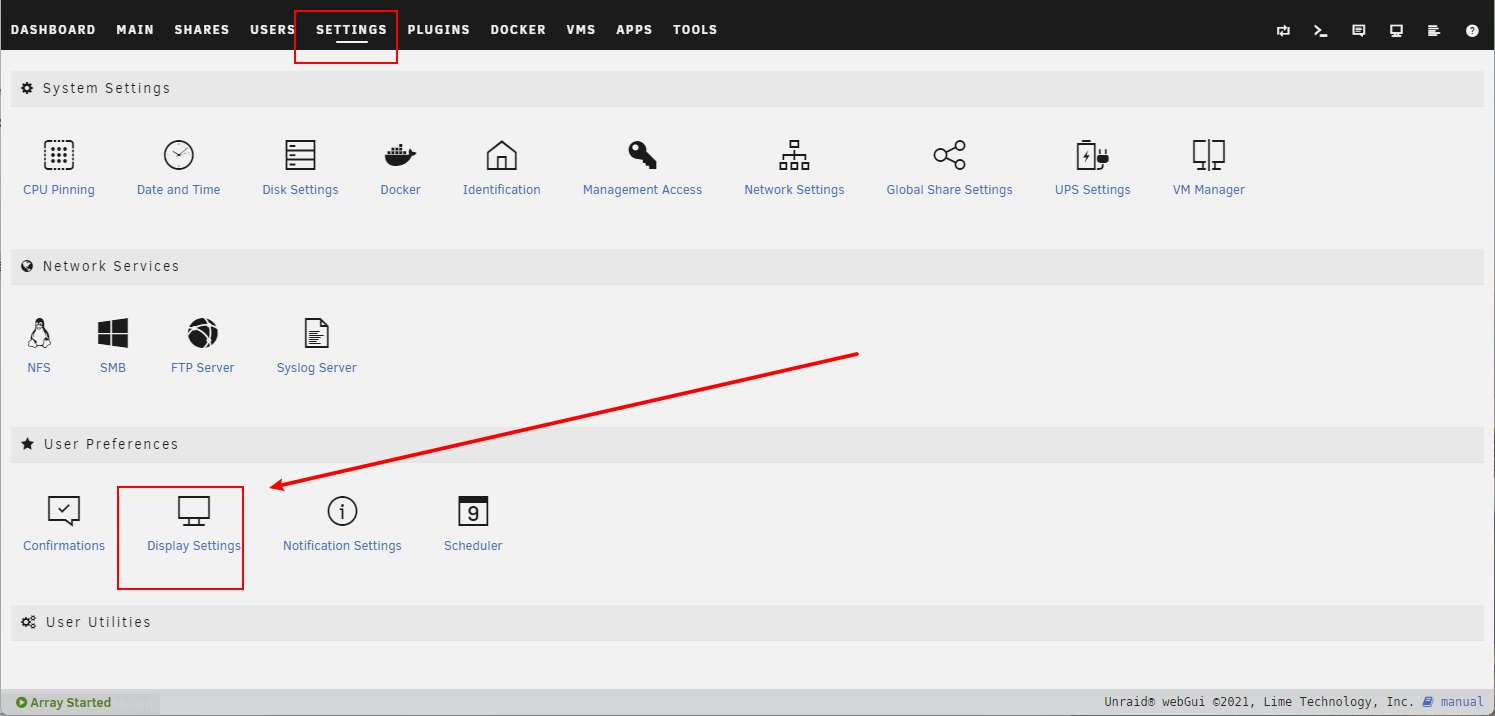 DASHBOARD MAIN SHARES USERS SETTINGS PLUGINS DOCKER VMS APPS TOOLS
System Settings
CPU Pinning Date and Time Disk Settings Docker Identification Management Access Network Settings Global Share Settings UPS Settings VM Manager
Network Services
NFS SMB FTP Server Syslog Server
User Preferences
9
Confirmations Display Settings Notification Settings Scheduler
User Utilities
Array Started Unraid® webGui ©2021, Lime Technology, Inc. manual